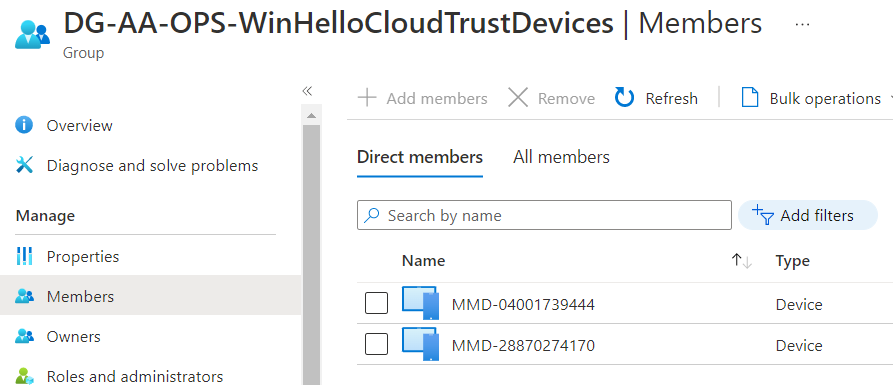 DG-AA-OPS-WinHelloCloudTrustDevices | Members ...
Group
«
Overview
Diagnose and solve problems
Manage
Properties
Members
Owners
Roles and administrators
Add members Remove Refresh Bulk operations
Direct members All members
Search by name Add filters
Name Type
MMD-04001739444 Device
MMD-28870274170 Device